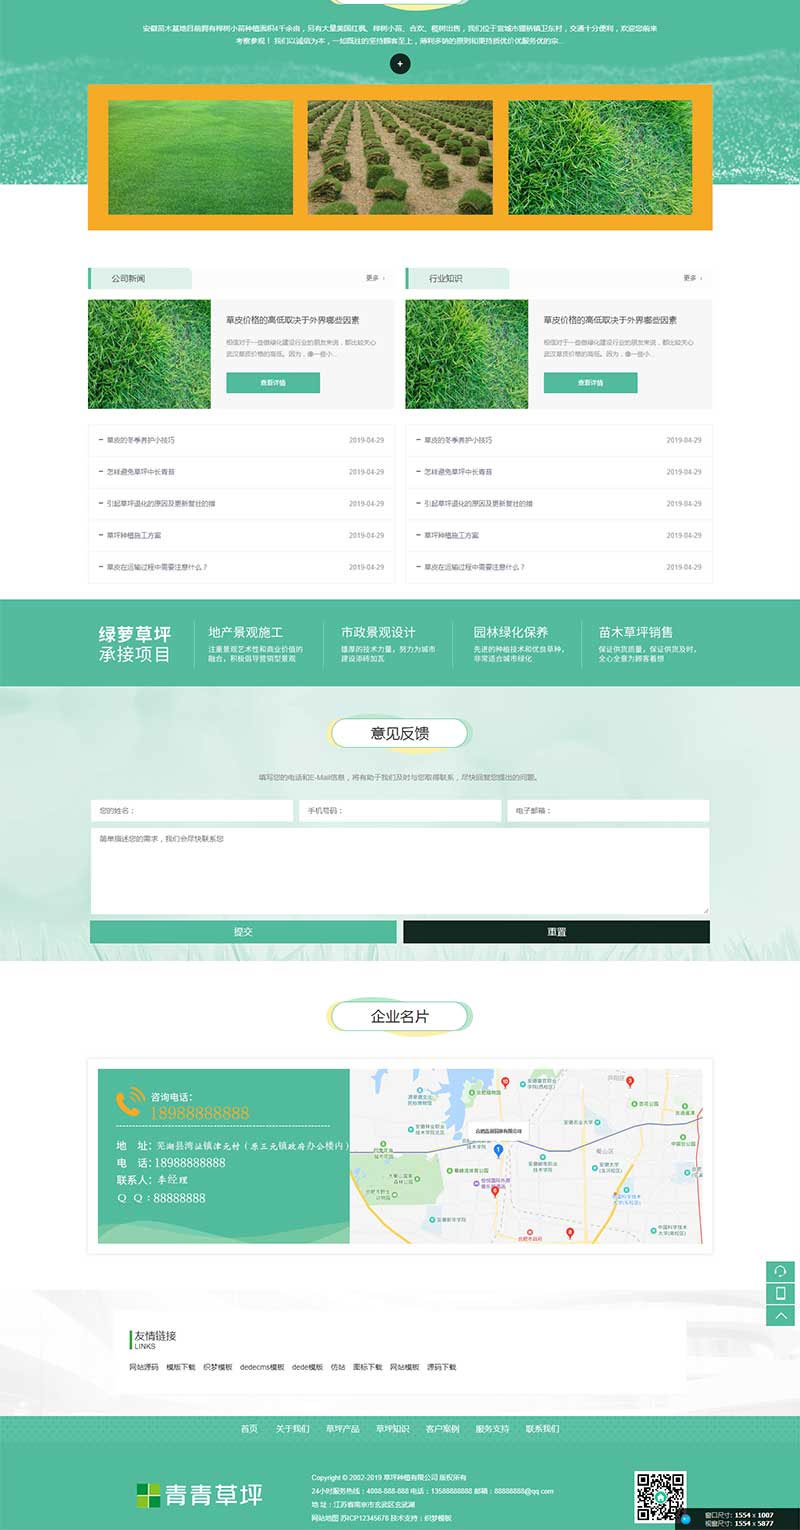 安徽苗木基地目前拥有榉树小苗种植面积4千余亩，另有大量美国红枫、榉树小苗、合欢、榄树出售，我们位于宣城市狸桥镇卫东村，交通十分便利，欢迎您前来
考察参观！ 我们以诚信为本，一如既往的坚持顾客至上，薄利多销的原则和秉持质优价优服务优的宗...
+
公司新闻
更多 ›
草皮价格的高低取决于外界哪些因素
相信对于一些做绿化建设行业的朋友来说，都比较关心
武汉草坪价格的高低。因为，像一些小...
查看详情
草皮的冬季养护小技巧 2019-04-29
怎样避免草坪中长青苔 2019-04-29
引起草坪退化的原因及更新复壮的措 2019-04-29
草坪种植施工方案 2019-04-29
草皮在运输过程中需要注意什么？ 2019-04-29
行业知识
更多 ›
草皮价格的高低取决于外界哪些因素
相信对于一些做绿化建设行业的朋友来说，都比较关心
武汉草坪价格的高低。因为，像一些小...
查看详情
草皮的冬季养护小技巧 2019-04-29
怎样避免草坪中长青苔 2019-04-29
引起草坪退化的原因及更新复壮的措 2019-04-29
草坪种植施工方案 2019-04-29
草皮在运输过程中需要注意什么？ 2019-04-29
绿萝草坪
承接项目
地产景观施工
注重景观艺术性和商业价值的
融合，积极倡导营销型景观
市政景观设计
雄厚的技术力量，努力为城市
建设添砖加瓦
园林绿化保养
先进的种植技术和优良草种，
非常适合城市绿化
苗木草坪销售
保证供货质量，保证供货及时，
全心全意为顾客着想
意见反馈
填写您的电话和E-Mail信息，将有助于我们及时与您取得联系，尽快回复您提出的问题。
您的姓名：
手机号码：
电子邮箱：
简单描述您的需求，我们会尽快联系您
提交
重置
企业名片
咨询电话：
18988888888
地 址：芜湖县湾沚镇津元村（原三元镇政府办公楼内）
电 话：18988888888
联系人：李经理
Q Q：88888888
合肥植物园
杏花公园
蜀山区
合肥市政府
友情链接
LINKS
网站源码 模版下载 织梦模板 dedecms模板 dede模板 仿站 图标下载 网站模板 源码下载
首页 关于我们 草坪产品 草坪知识 客户案例 服务支持 联系我们
青青草坪
Copyright © 2002-2019 草坪种植有限公司 版权所有
24小时服务热线：4008-888-888 电话：13588888888 邮箱：88888888@qq.com
地 址：江苏省南京市玄武区玄武湖
网站地图 苏ICP12345678 技术支持：织梦模板
窗口尺寸: 1554 x 1007
视窗尺寸: 1554 x 5877